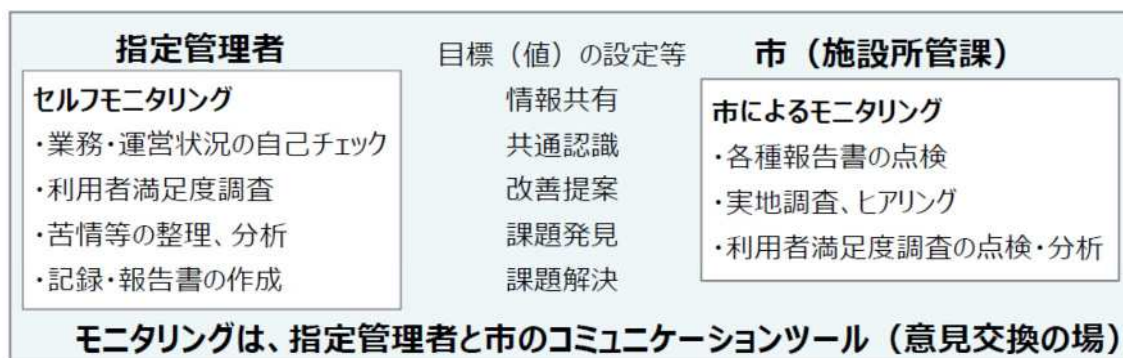 指定管理者
セルフモニタリング
・業務・運営状況の自己チェック
・利用者満足度調査
・苦情等の整理、分析
・記録・報告書の作成
目標（値）の設定等
情報共有
共通認識
改善提案
課題発見
課題解決
市（施設所管課）
市によるモニタリング
・各種報告書の点検
・実地調査、ヒアリング
・利用者満足度調査の点検・分析
モニタリングは、指定管理者と市のコミュニケーションツール（意見交換の場）